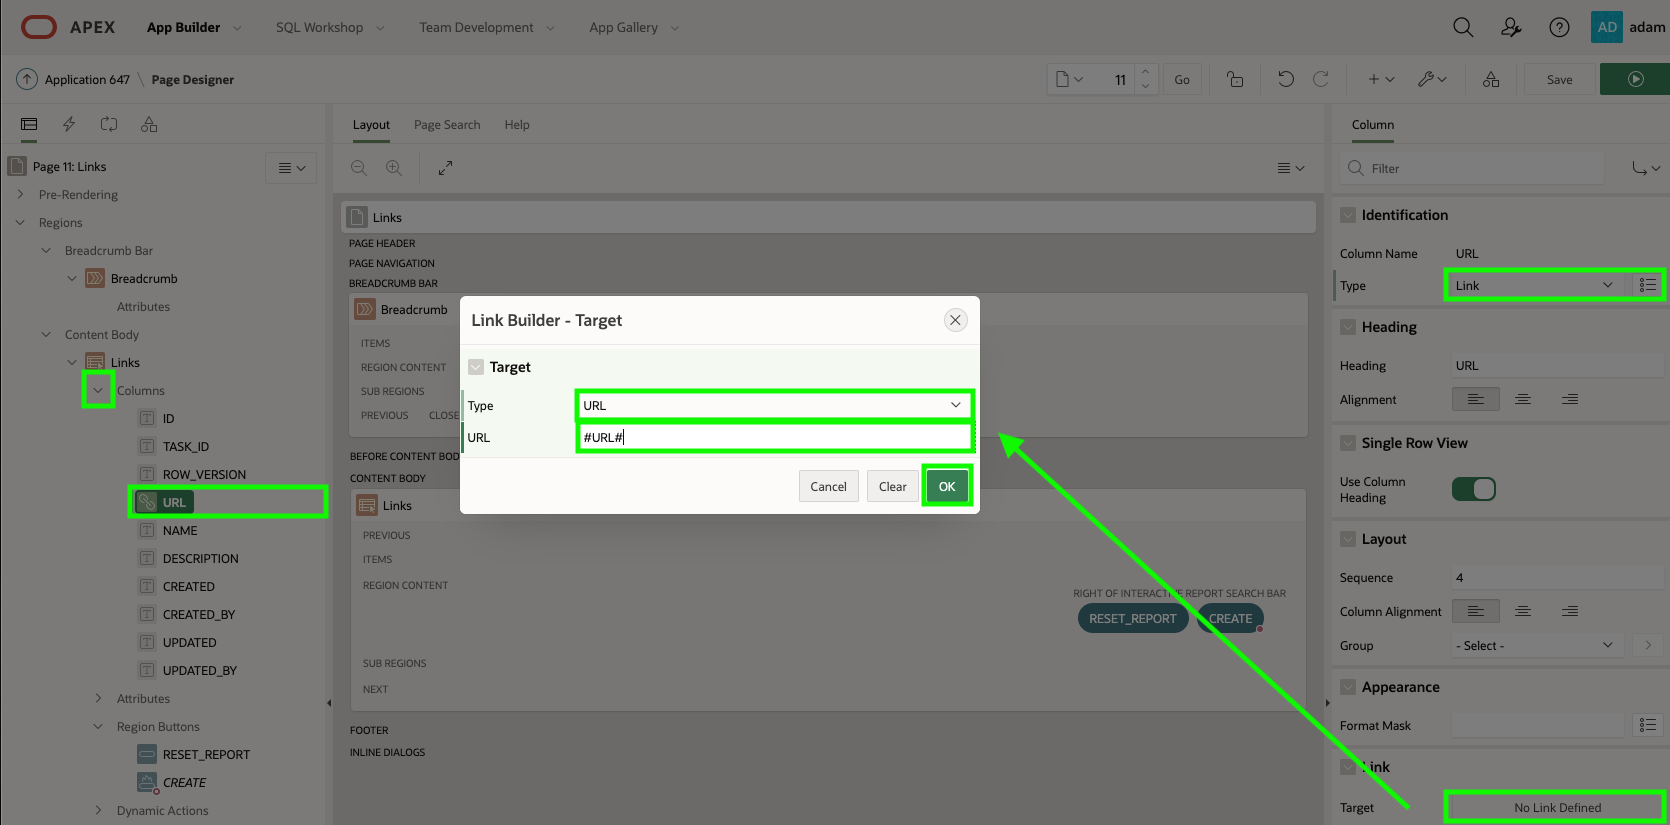 APEX App Builder SQL Workshop Team Development App Gallery AD adam
Application 647 \ Page Designer 11 Go Save
Layout Page Search Help
Column
Page 11: Links
Filter
Pre-Rendering
Regions
Breadcrumb Bar
Breadcrumb
Attributes
Content Body
Links
Columns
ID
TASK_ID
ROW_VERSION
URL
NAME
DESCRIPTION
CREATED
CREATED_BY
UPDATED
UPDATED_BY
Attributes
Region Buttons
RESET_REPORT
CREATE
Dynamic Actions
Links
PAGE HEADER
PAGE NAVIGATION
BREADCRUMB BAR
Breadcrumb
ITEMS
REGION CONTENT
SUB REGIONS
PREVIOUS CLOSE
BEFORE CONTENT BOD
CONTENT BODY
Links
PREVIOUS
ITEMS
REGION CONTENT
RIGHT OF INTERACTIVE REPORT SEARCH BAR
RESET_REPORT CREATE
SUB REGIONS
NEXT
FOOTER
INLINE DIALOGS
Link Builder - Target
Target
Type URL
URL #URL#
Cancel Clear OK
Identification
Column Name URL
Type Link
Heading
Heading URL
Alignment
Single Row View
Use Column
Heading
Layout
Sequence 4
Column Alignment
Group - Select -
Appearance
Format Mask
Link
Target No Link Defined